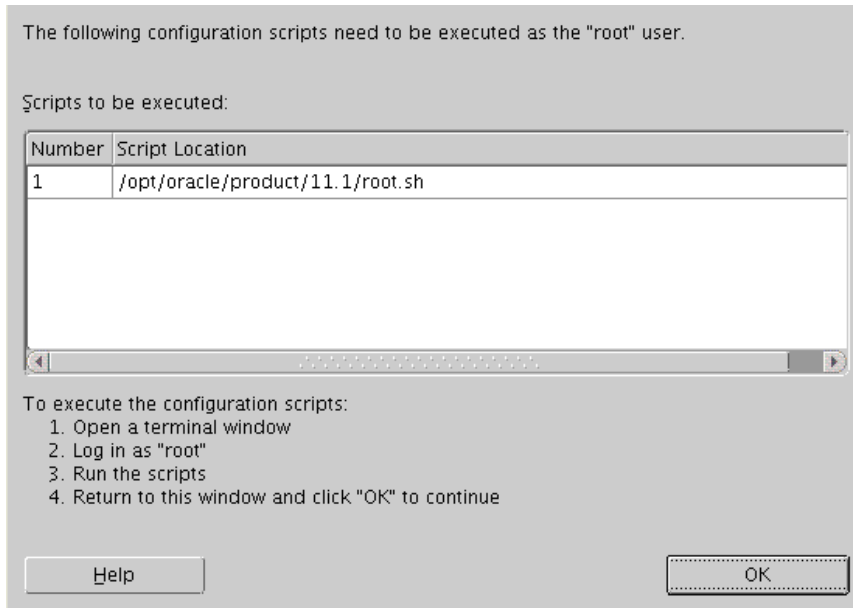 The following configuration scripts need to be executed as the "root" user.
Scripts to be executed:
Number Script Location
1 /opt/oracle/product/11.1/root.sh
To execute the configuration scripts:
1. Open a terminal window
2. Log in as "root"
3. Run the scripts
4. Return to this window and click "OK" to continue
Help OK